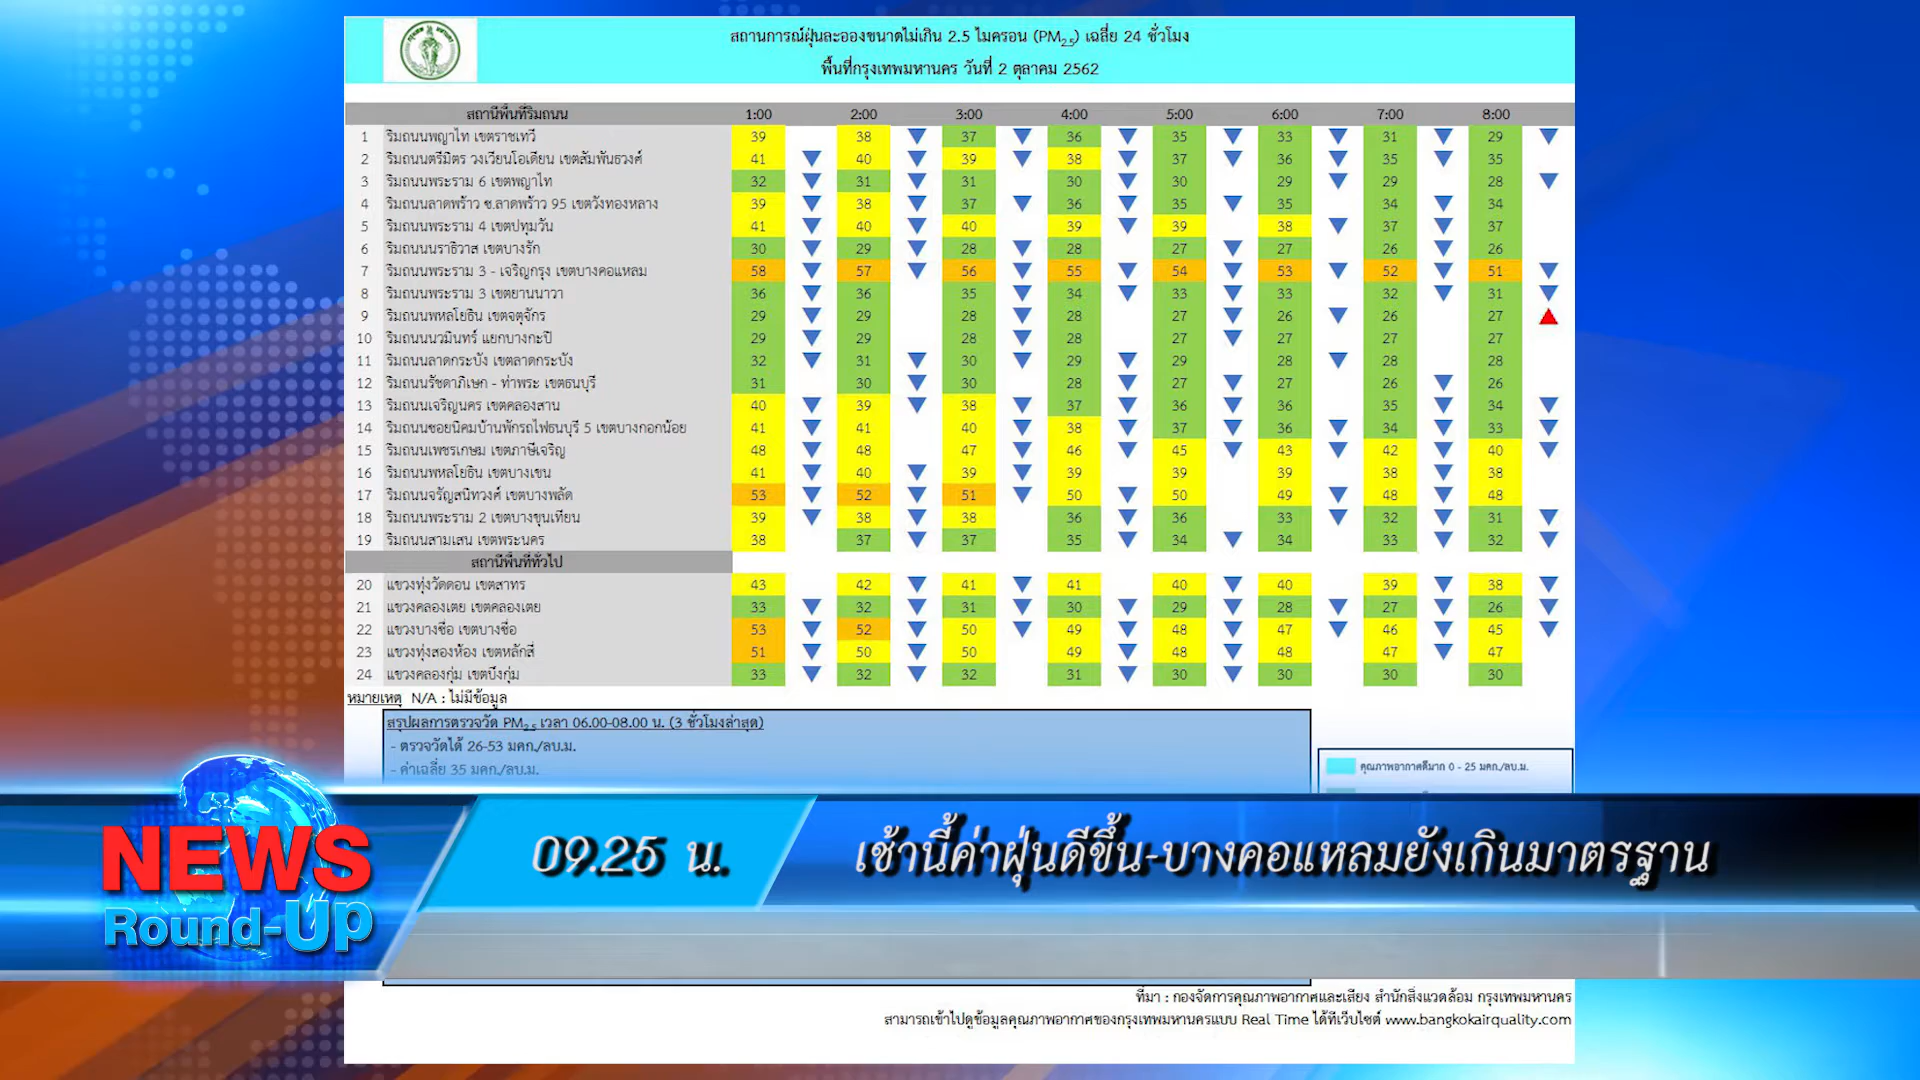 สถานการณ์ฝุ่นละอองขนาดไม่เกิน 2.5 ไมครอน (PM2.5) เฉลี่ย 24 ชั่วโมง
พื้นที่กรุงเทพมหานคร วันที่ 2 ตุลาคม 2562
สถานีพื้นที่ริมถนน 1:00 2:00 3:00 4:00 5:00 6:00 7:00 8:00
1 ริมถนนพญาไท เขตราชเทวี 39 38 37 36 35 33 31 29
2 ริมถนนตรีมิตร วงเวียนโอเดียน เขตสัมพันธวงศ์ 41 40 39 38 37 36 35 35
3 ริมถนนพระราม 6 เขตพญาไท 32 31 31 30 30 29 29 28
4 ริมถนนลาดพร้าว ซ.ลาดพร้าว 95 เขตวังทองหลาง 39 38 37 36 35 35 34 34
5 ริมถนนพระราม 4 เขตปทุมวัน 41 40 40 39 39 38 37 37
6 ริมถนนนราธิวาส เขตบางรัก 30 29 28 28 27 27 26 26
7 ริมถนนพระราม 3 - เจริญกรุง เขตบางคอแหลม 58 57 56 55 54 53 52 51
8 ริมถนนพระราม 3 เขตยานนาวา 36 36 35 34 33 33 32 31
9 ริมถนนพหลโยธิน เขตจตุจักร 29 29 28 28 27 26 26 27
10 ริมถนนนวมินทร์ แยกบางกะปิ 29 29 28 28 27 27 27 27
11 ริมถนนลาดกระบัง เขตลาดกระบัง 32 31 30 29 29 28 28 28
12 ริมถนนรัชดาภิเษก - ท่าพระ เขตธนบุรี 31 30 30 28 27 27 26 26
13 ริมถนนเจริญนคร เขตคลองสาน 40 39 38 37 36 36 35 34
14 ริมถนนซอยนิคมบ้านพักรถไฟธนบุรี 5 เขตบางกอกน้อย 41 41 40 38 37 36 34 33
15 ริมถนนเพชรเกษม เขตภาษีเจริญ 48 48 47 46 45 43 42 40
16 ริมถนนพหลโยธิน เขตบางเขน 41 40 39 39 39 39 38 38
17 ริมถนนจรัญสนิทวงศ์ เขตบางพลัด 53 52 51 50 50 49 48 48
18 ริมถนนพระราม 2 เขตบางขุนเทียน 39 38 38 36 36 33 32 31
19 ริมถนนสามเสน เขตพระนคร 38 37 37 35 34 34 33 32
สถานีพื้นที่ทั่วไป
20 แขวงทุ่งวัดดอน เขตสาทร 43 42 41 41 40 40 39 38
21 แขวงคลองเตย เขตคลองเตย 33 32 31 30 29 28 27 26
22 แขวงบางซื่อ เขตบางซื่อ 53 52 50 49 48 47 46 45
23 แขวงทุ่งสองห้อง เขตหลักสี่ 51 50 50 49 48 48 47 47
24 แขวงคลองกุ่ม เขตบึงกุ่ม 33 32 32 31 30 30 30 30
หมายเหตุ N/A : ไม่มีข้อมูล
สรุปผลการตรวจวัด PM2.5 เวลา 06.00-08.00 น. (3 ชั่วโมงล่าสุด)
- ตรวจวัดได้ 26-53 มคก./ลบ.ม.
- ค่าเฉลี่ย 35 มคก./ลบ.ม.
คุณภาพอากาศดีมาก 0 - 25 มคก./ลบ.ม.
NEWS
Round-Up
09.25 น.
เช้านี้ค่าฝุ่นดีขึ้น-บางคอแหลมยังเกินมาตรฐาน
ที่มา : กองจัดการคุณภาพอากาศและเสียง สำนักสิ่งแวดล้อม กรุงเทพมหานคร
สามารถเข้าไปดูข้อมูลคุณภาพอากาศของกรุงเทพมหานครแบบ Real Time ได้ที่เว็บไซต์ www.bangkokairquality.com